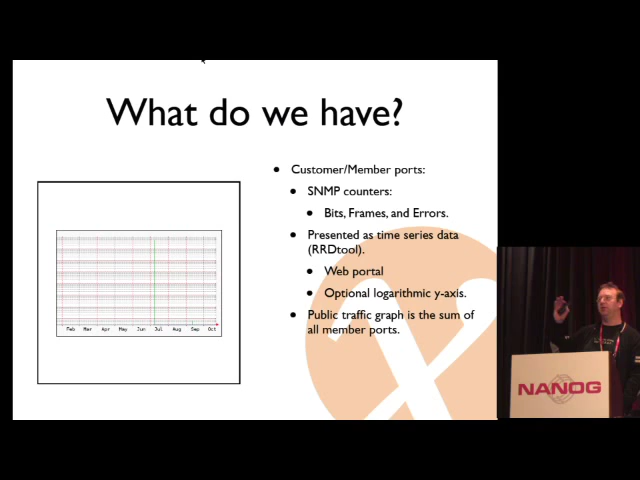 What do we have?
• Customer/Member ports:
• SNMP counters:
• Bits, Frames, and Errors.
• Presented as time series data
(RRDtool).
• Web portal
• Optional logarithmic y-axis.
• Public traffic graph is the sum of
all member ports.
Feb Mar Apr May Jun Jul Aug Sep Oct
NANOG